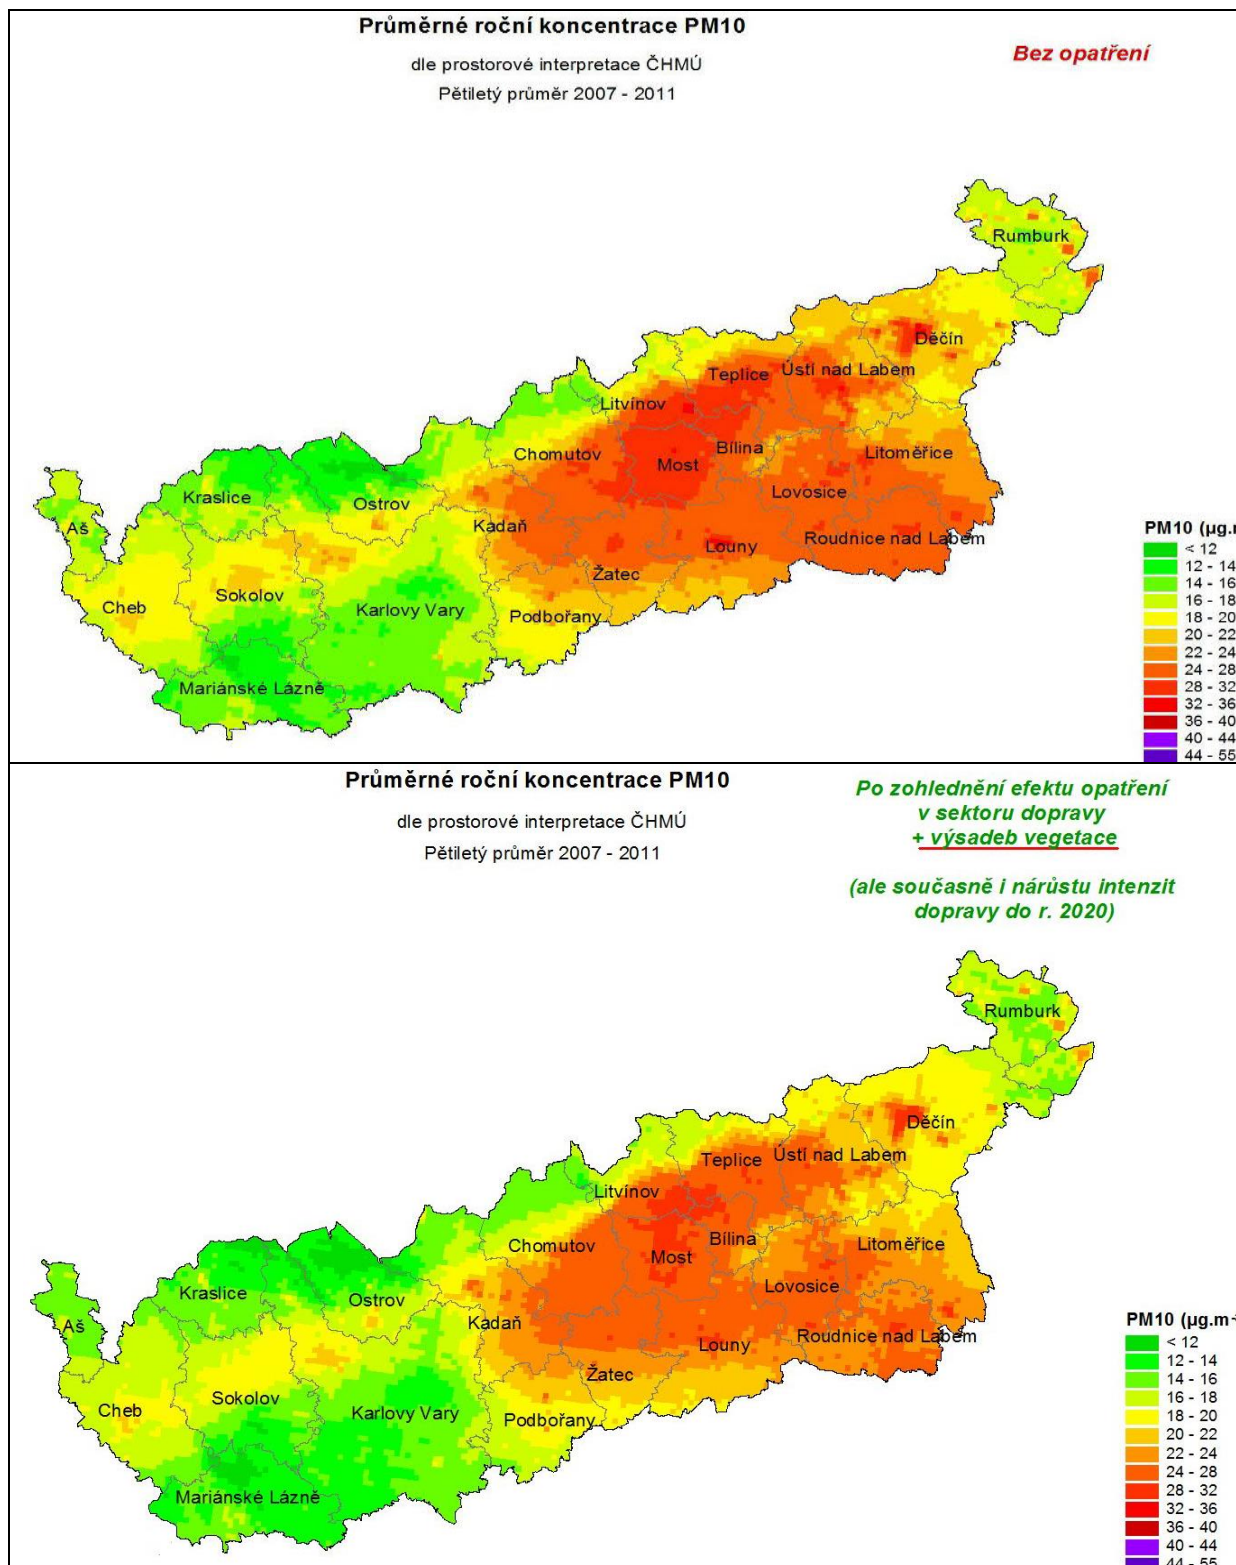 Průměrné roční koncentrace PM10
dle prostorové interpretace ČHMÚ
Pětiletý průměr 2007 - 2011
Bez opatření
Rumburk
Děčín
Ústí nad Labem
Teplice
Litvínov
Bílina
Chomutov
Most
Litoměřice
Lovosice
Kraslice
Ostrov
Kadaň
Aš
Louny
Roudnice nad Labem
Žatec
Sokolov
Karlovy Vary
Cheb
Podbořany
Mariánské Lázně
PM10 (µg.m
< 12
12 - 14
14 - 16
16 - 18
18 - 20
20 - 22
22 - 24
24 - 28
28 - 32
32 - 36
36 - 40
40 - 44
44 - 55
Průměrné roční koncentrace PM10
dle prostorové interpretace ČHMÚ
Pětiletý průměr 2007 - 2011
Po zohlednění efektu opatření
v sektoru dopravy
+ výsadeb vegetace
(ale současně i nárůstu intenzit
dopravy do r. 2020)
Rumburk
Děčín
Ústí nad Labem
Teplice
Litvínov
Bílina
Chomutov
Most
Litoměřice
Lovosice
Kraslice
Ostrov
Kadaň
Aš
Louny
Roudnice nad Labem
Žatec
Sokolov
Karlovy Vary
Cheb
Podbořany
Mariánské Lázně
PM10 (µg.m-
< 12
12 - 14
14 - 16
16 - 18
18 - 20
20 - 22
22 - 24
24 - 28
28 - 32
32 - 36
36 - 40
40 - 44
44 - 55